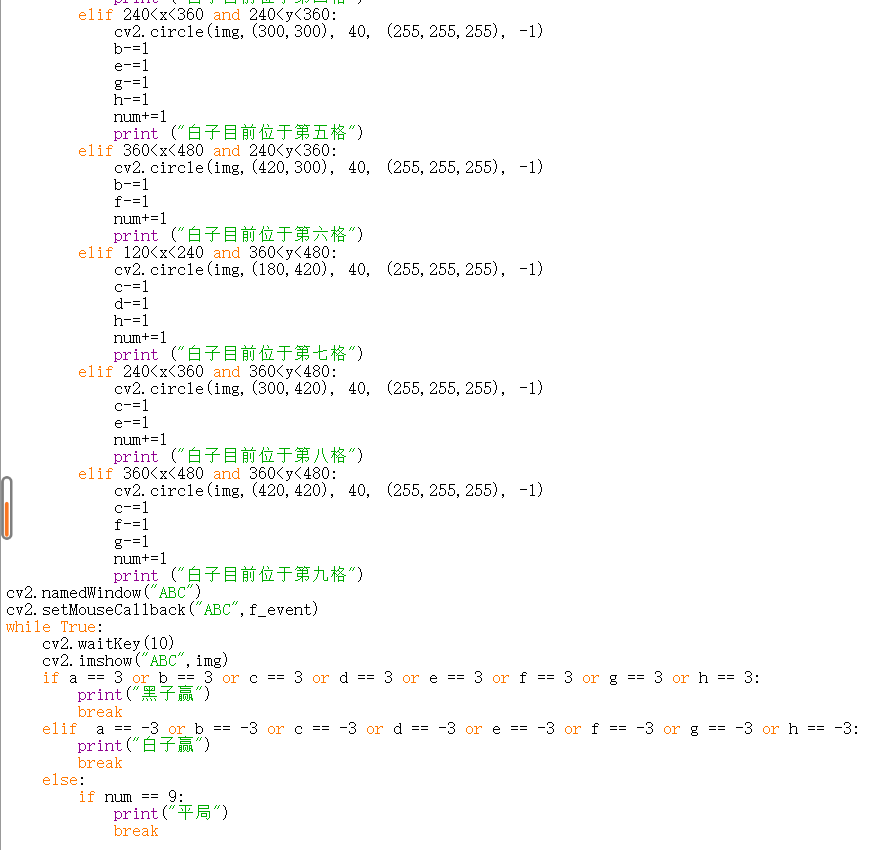 print ("白子目前位于第四格")
elif 240<x<360 and 240<y<360:
cv2.circle(img,(300,300), 40, (255,255,255), -1)
b-=1
e-=1
g-=1
h-=1
num+=1
print ("白子目前位于第五格")
elif 360<x<480 and 240<y<360:
cv2.circle(img,(420,300), 40, (255,255,255), -1)
b-=1
f-=1
num+=1
print ("白子目前位于第六格")
elif 120<x<240 and 360<y<480:
cv2.circle(img,(180,420), 40, (255,255,255), -1)
c-=1
d-=1
h-=1
num+=1
print ("白子目前位于第七格")
elif 240<x<360 and 360<y<480:
cv2.circle(img,(300,420), 40, (255,255,255), -1)
c-=1
e-=1
num+=1
print ("白子目前位于第八格")
elif 360<x<480 and 360<y<480:
cv2.circle(img,(420,420), 40, (255,255,255), -1)
c-=1
f-=1
g-=1
num+=1
print ("白子目前位于第九格")
cv2.namedWindow("ABC")
cv2.setMouseCallback("ABC",f_event)
while True:
cv2.waitKey(10)
cv2.imshow("ABC",img)
if a == 3 or b == 3 or c == 3 or d == 3 or e == 3 or f == 3 or g == 3 or h == 3:
print("黑子赢")
break
elif  a == -3 or b == -3 or c == -3 or d == -3 or e == -3 or f == -3 or g == -3 or h == -3:
print("白子赢")
break
else:
if num == 9:
print("平局")
break